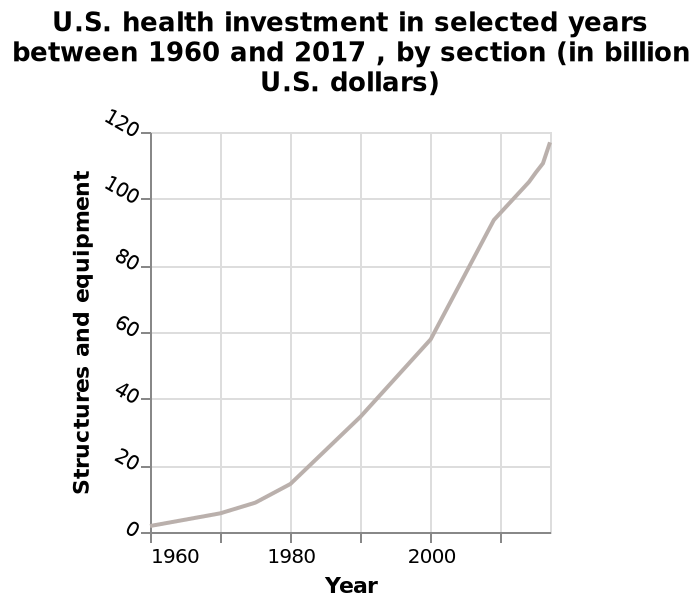 U.S. health investment in selected years
between 1960 and 2017 , by section (in billion
U.S. dollars)
120
100
80
60
40
20
0
Structures and equipment
1960 1980 2000
Year